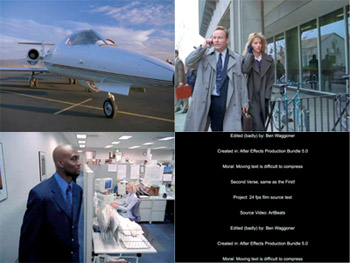 Edited (badly) by: Ben Waggoner
Created in: After Effects Production Bundle 5.0
Moral: Moving text is difficult to compress
Second Verse, same as the First!
Project: 24 fps film source test
Source Video: ArtBeats
Edited (badly) by: Ben Waggoner
Created in: After Effects Production Bundle 5.0
Moral: Moving text is difficult to compress